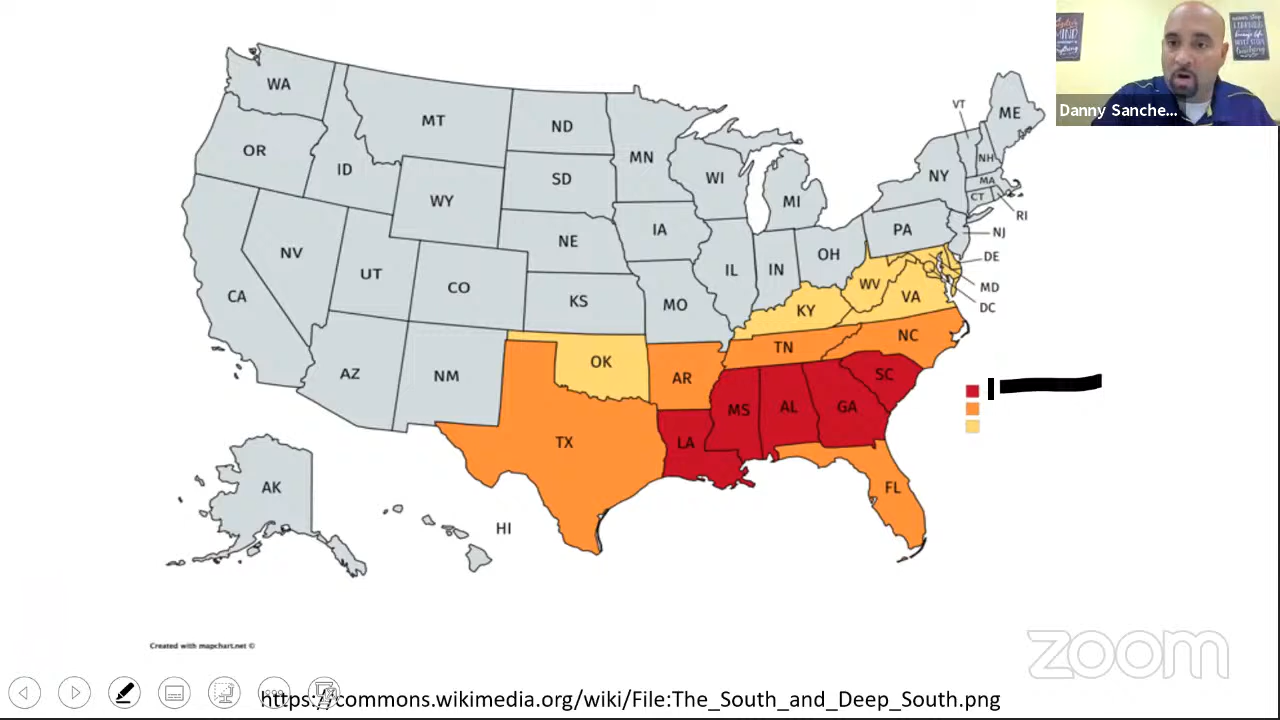 WA
MT
ND
MN
VT
ME
OR
ID
SD
WI
NH
NY
MA
WY
MI
CT
RI
IA
PA
NJ
NE
NV
OH
DE
UT
CO
IL
IN
WV
MD
CA
KS
MO
KY
VA
DC
TN
NC
AZ
NM
OK
AR
SC
MS
AL
GA
TX
LA
AK
FL
HI
Danny Sanche...
Created with mapchart.net ©
zoom
https://commons.wikimedia.org/wiki/File:The_South_and_Deep_South.png